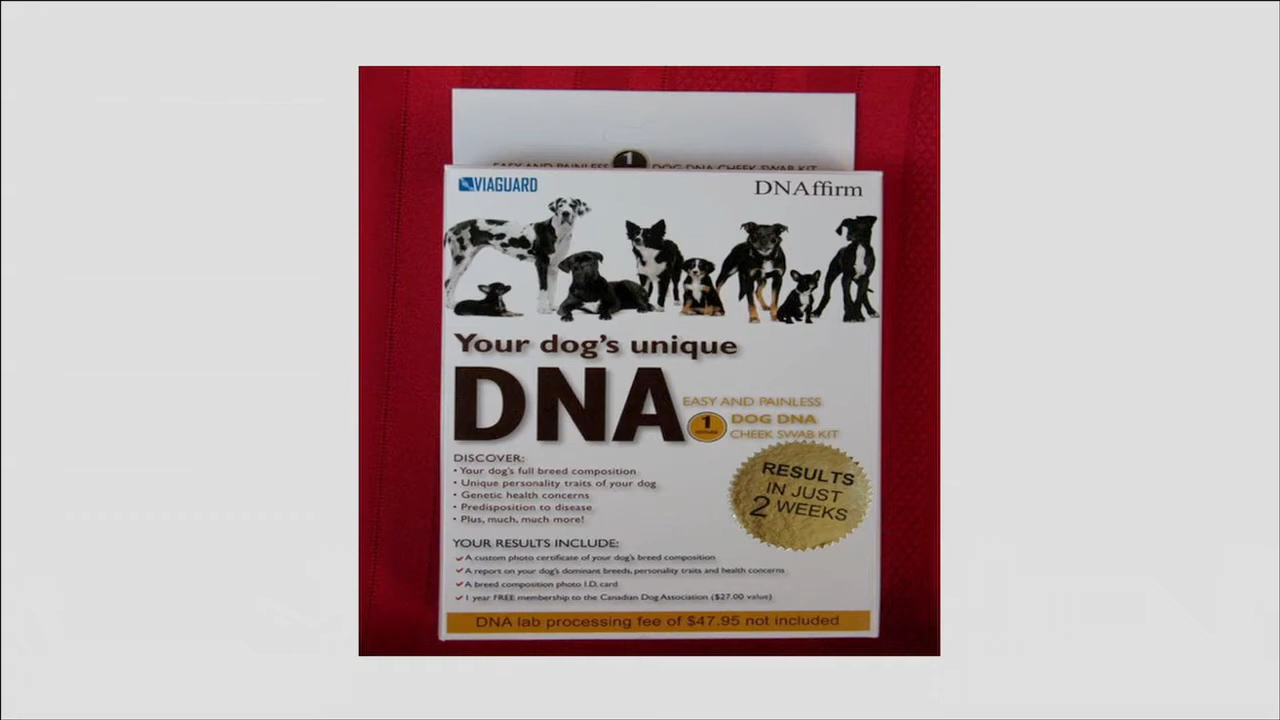 EASY AND PAINLESS 1 DOG DNA CHEEK SWAB KIT
VIAGUARD
DNAffirm
Your dog's unique
DNA
EASY AND PAINLESS
1
DOG DNA
CHEEK SWAB KIT
RESULTS
IN JUST
2 WEEKS
DISCOVER:
• Your dog's full breed composition
• Unique personality traits of your dog
• Genetic health concerns
• Predisposition to disease
• Plus, much, much more!
YOUR RESULTS INCLUDE:
A custom photo certificate of your dog's breed composition
A report on your dog's dominant breeds, personality traits and health concerns
A breed composition photo I.D. card
1 year FREE membership to the Canadian Dog Association ($27.00 value)
DNA lab processing fee of $47.95 not included